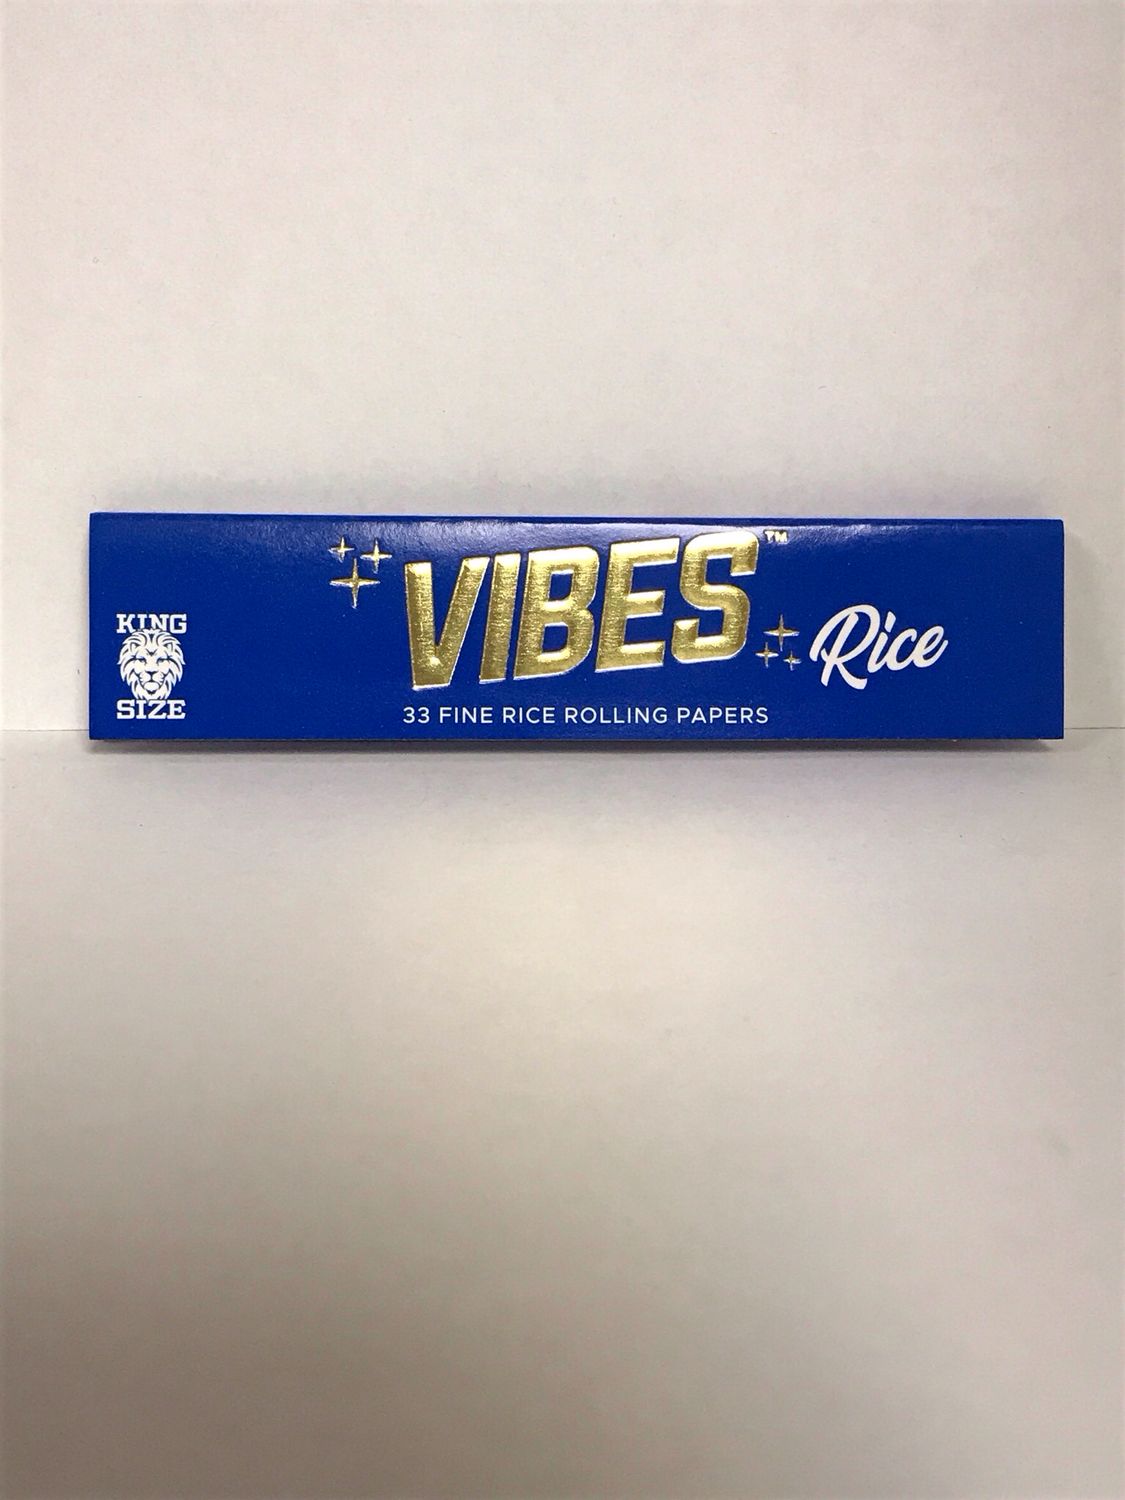 VIBES™
Rice
KING
SIZE
33 FINE RICE ROLLING PAPERS